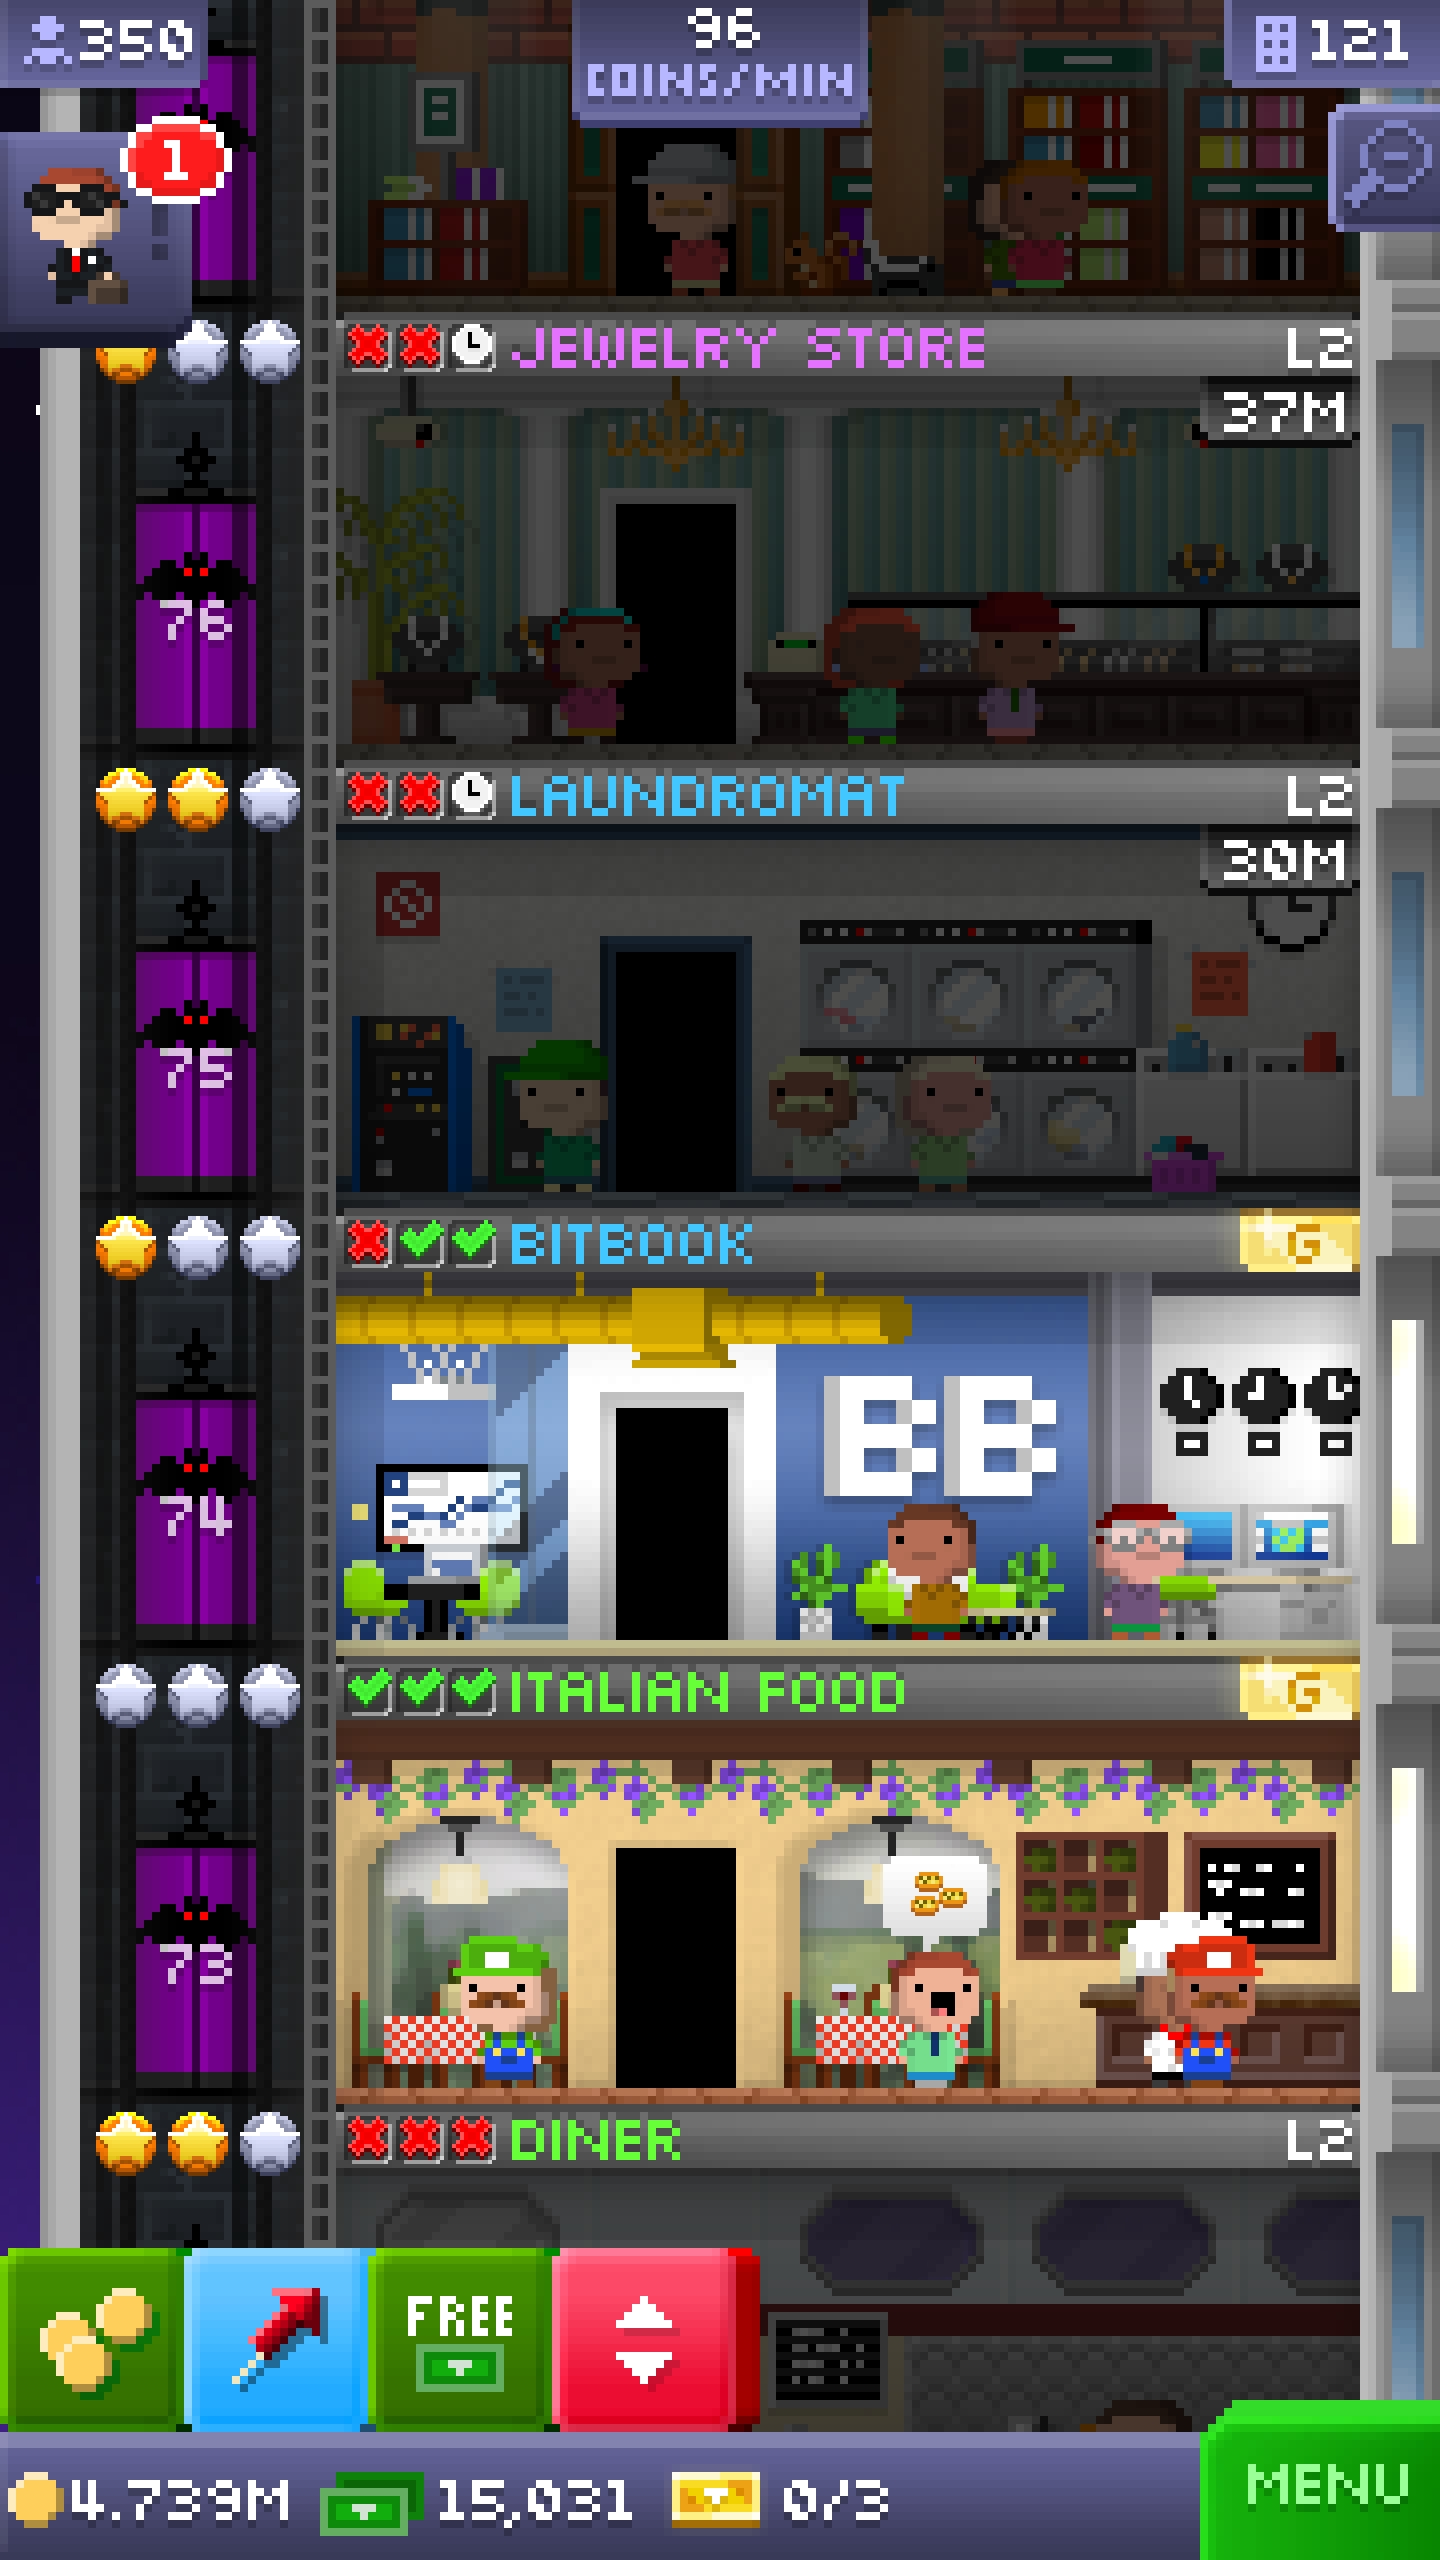 350
96
COINS/MIN
121
1
JEWELRY STORE
L2
37M
76
LAUNDROMAT
L2
30M
75
BITBOOK
G
BB
74
ITALIAN FOOD
G
73
DINER
L2
FREE
4.739M
15,031
0/3
MENU